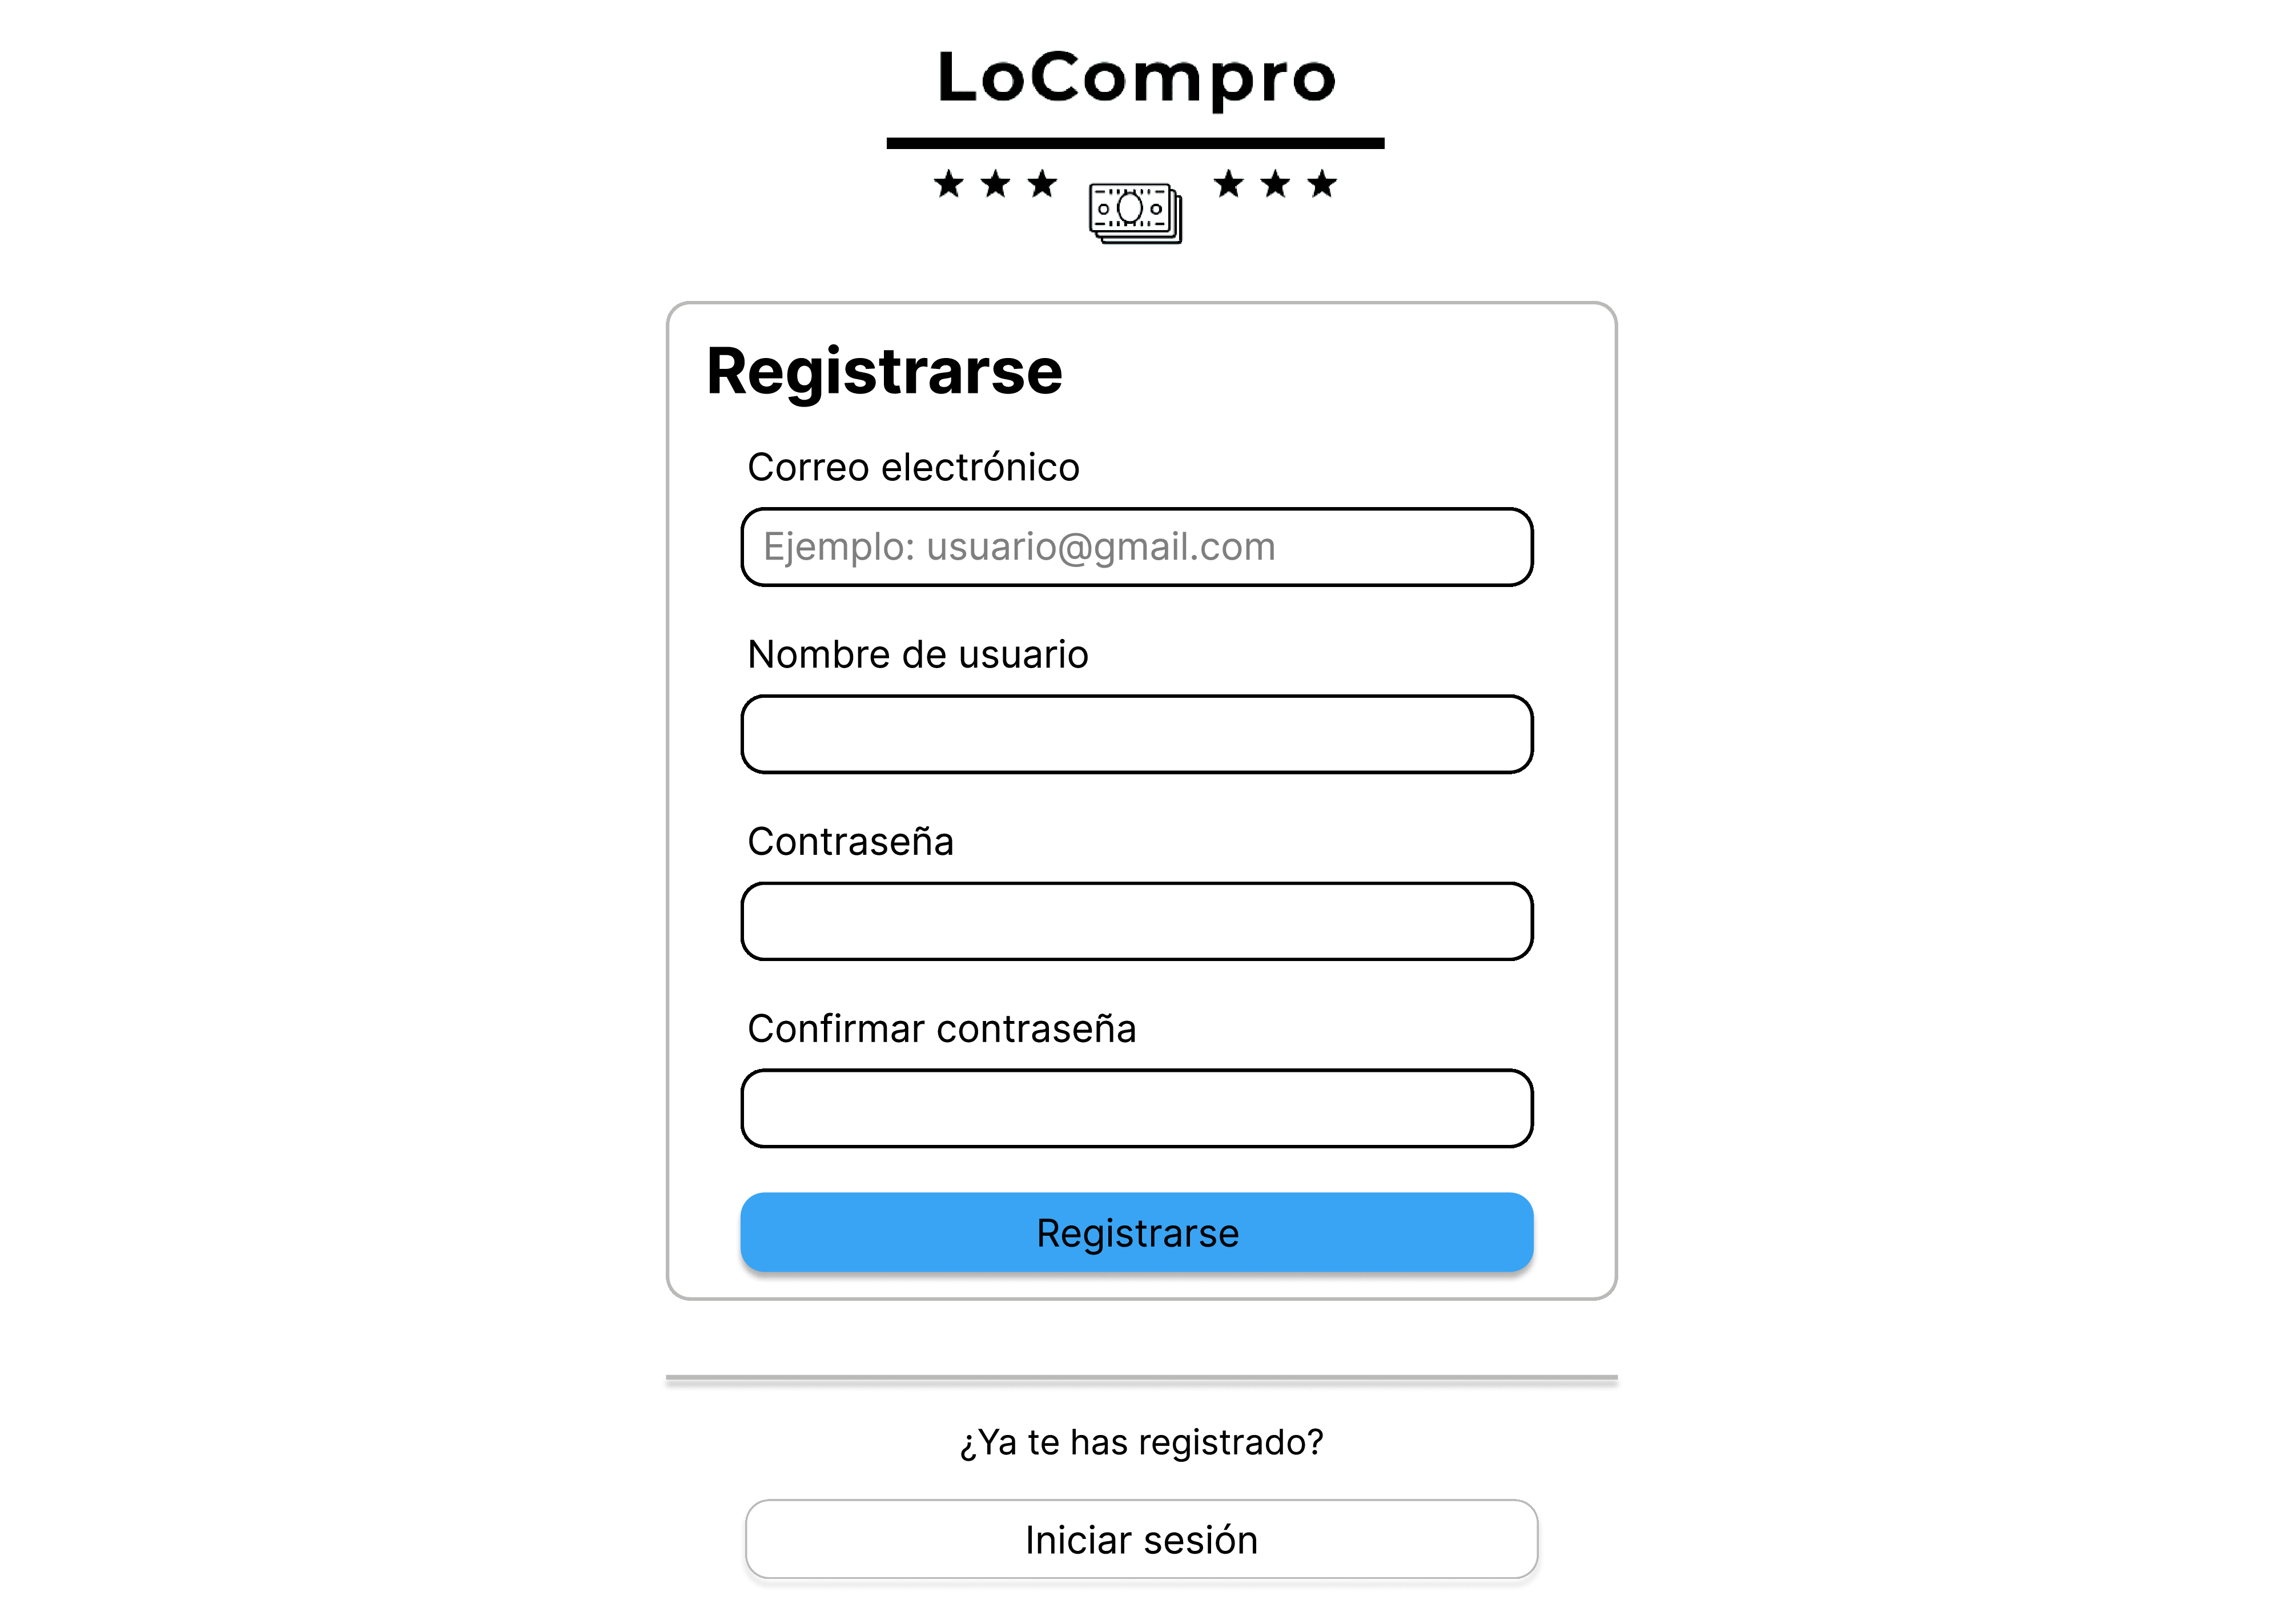 LoCompro
Registrarse
Correo electrónico
Ejemplo: usuario@gmail.com
Nombre de usuario
Contraseña
Confirmar contraseña
Registrarse
¿Ya te has registrado?
Iniciar sesión